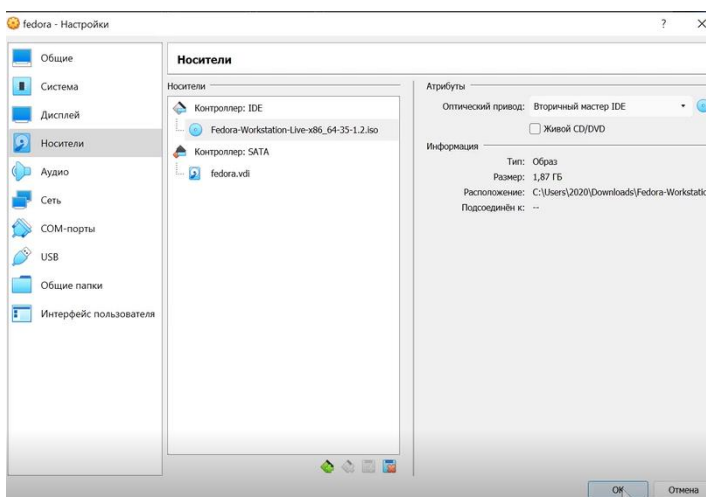 fedora - Настройки
? ×
Общие
Система
Дисплей
Носители
Аудио
Сеть
COM-порты
USB
Общие папки
Интерфейс пользователя
Носители
Носители
Контроллер: IDE
Fedora-Workstation-Live-x86_64-35-1.2.iso
Контроллер: SATA
fedora.vdi
Атрибуты
Оптический привод: Вторичный мастер IDE
Живой CD/DVD
Информация
Тип: Образ
Размер: 1,87 ГБ
Расположение: C:\Users\2020\Downloads\Fedora-Workstatic
Подсоединён к: --
OK
Отмена